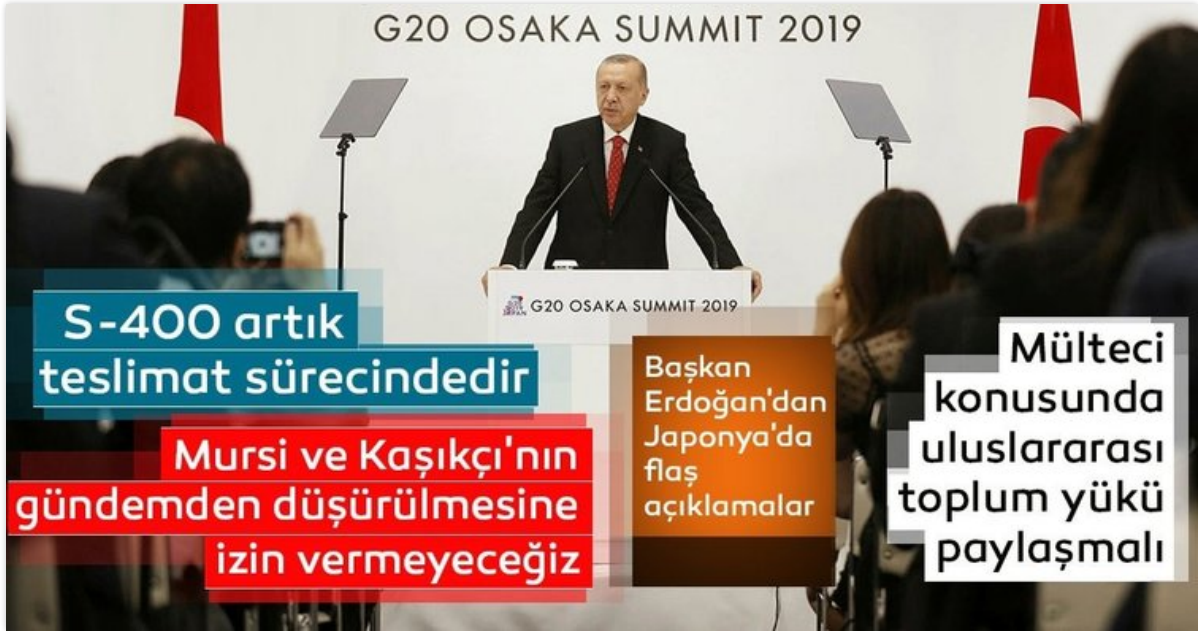 G20 OSAKA SUMMIT 2019
G20 OSAKA SUMMIT 2019
S-400 artık
teslimat sürecindedir
Mursi ve Kaşıkçı'nın
gündemden düşürülmesine
izin vermeyeceğiz
Başkan
Erdoğan'dan
Japonya'da
flaş
açıklamalar
Mülteci
konusunda
uluslararası
toplum yükü
paylaşmalı